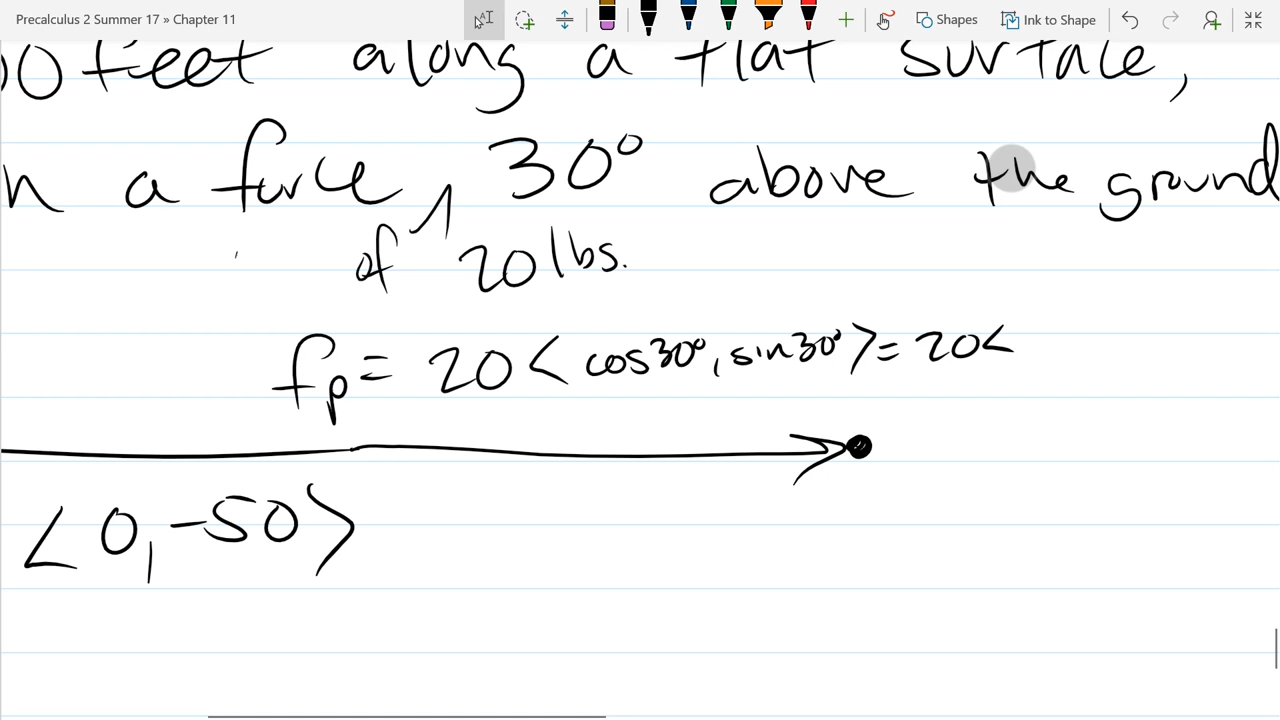 Precalculus 2 Summer 17 » Chapter 11
Shapes
Ink to Shape
00 feet along a flat surface,
n a force 30° above the ground
of 20 lbs.
fp = 20< cos30°, sin30° > = 20<
< 0, -50 >